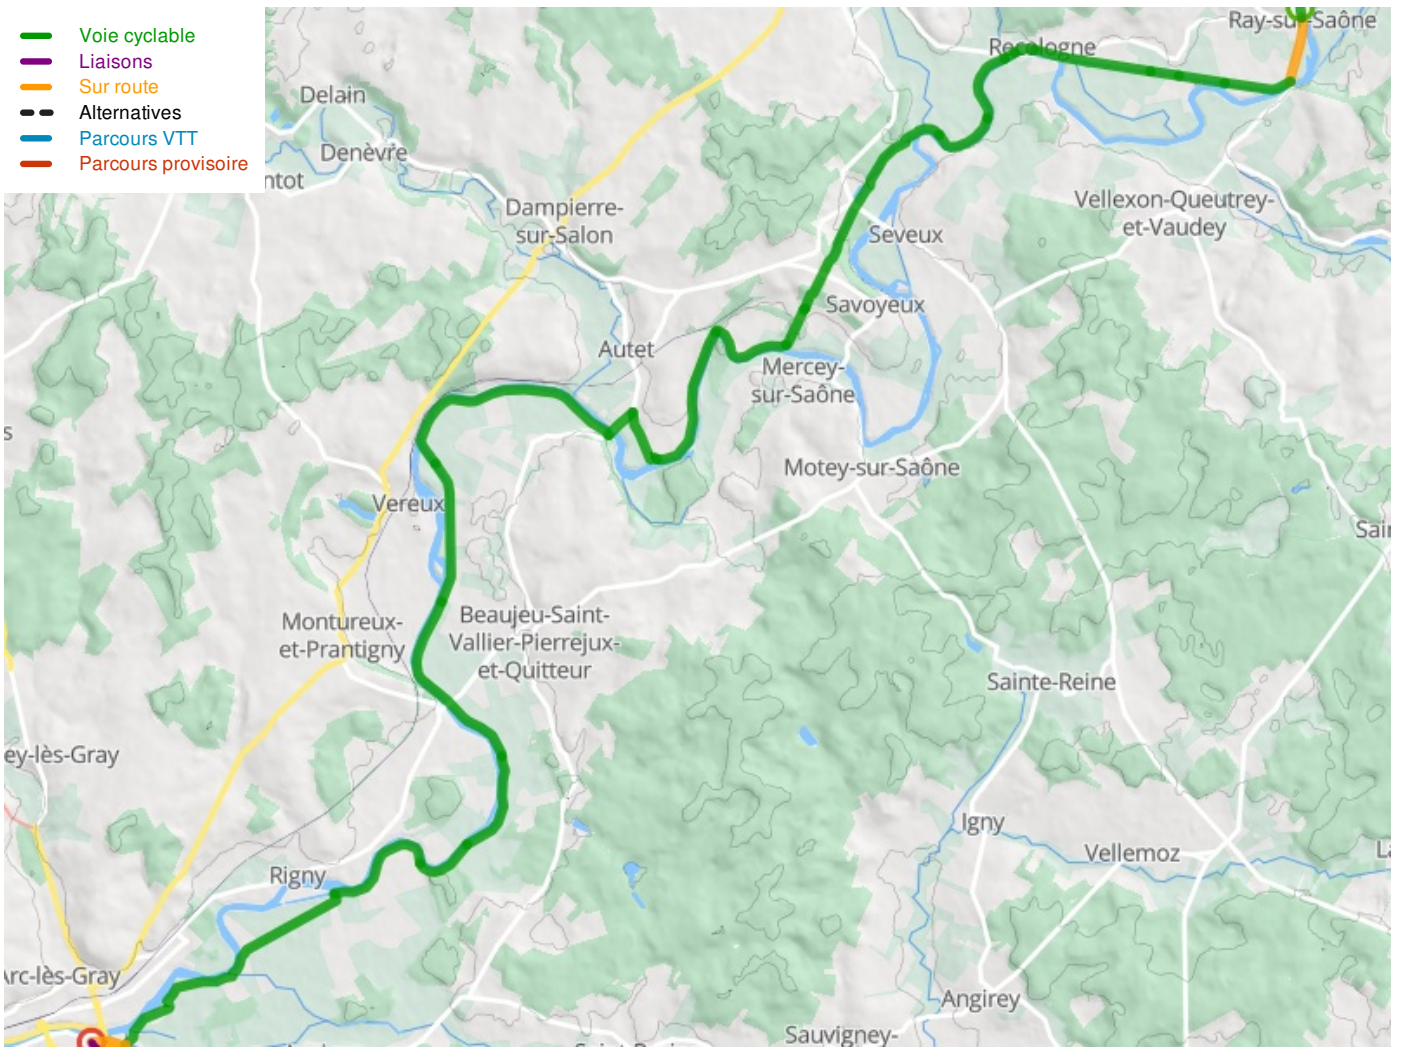 Voie cyclable
Liaisons
Sur route
Alternatives
Parcours VTT
Parcours provisoire
Ray-sur-Saône
Recologne
Delain
Denèvre
ntot
Dampierre-
sur-Salon
Vellexon-Queutrey-
et-Vaudey
Seveux
Savoyeux
Autet
Mercey-
sur-Saône
s
Motey-sur-Saône
Vereux
Sair
Montureux-
et-Prantigny
Beaujeu-Saint-
Vallier-Pierrejux-
et-Quitteur
Sainte-Reine
ey-lès-Gray
Igny
Vellemoz
Rigny
Arc-lès-Gray
Angirey
Sauvigney-